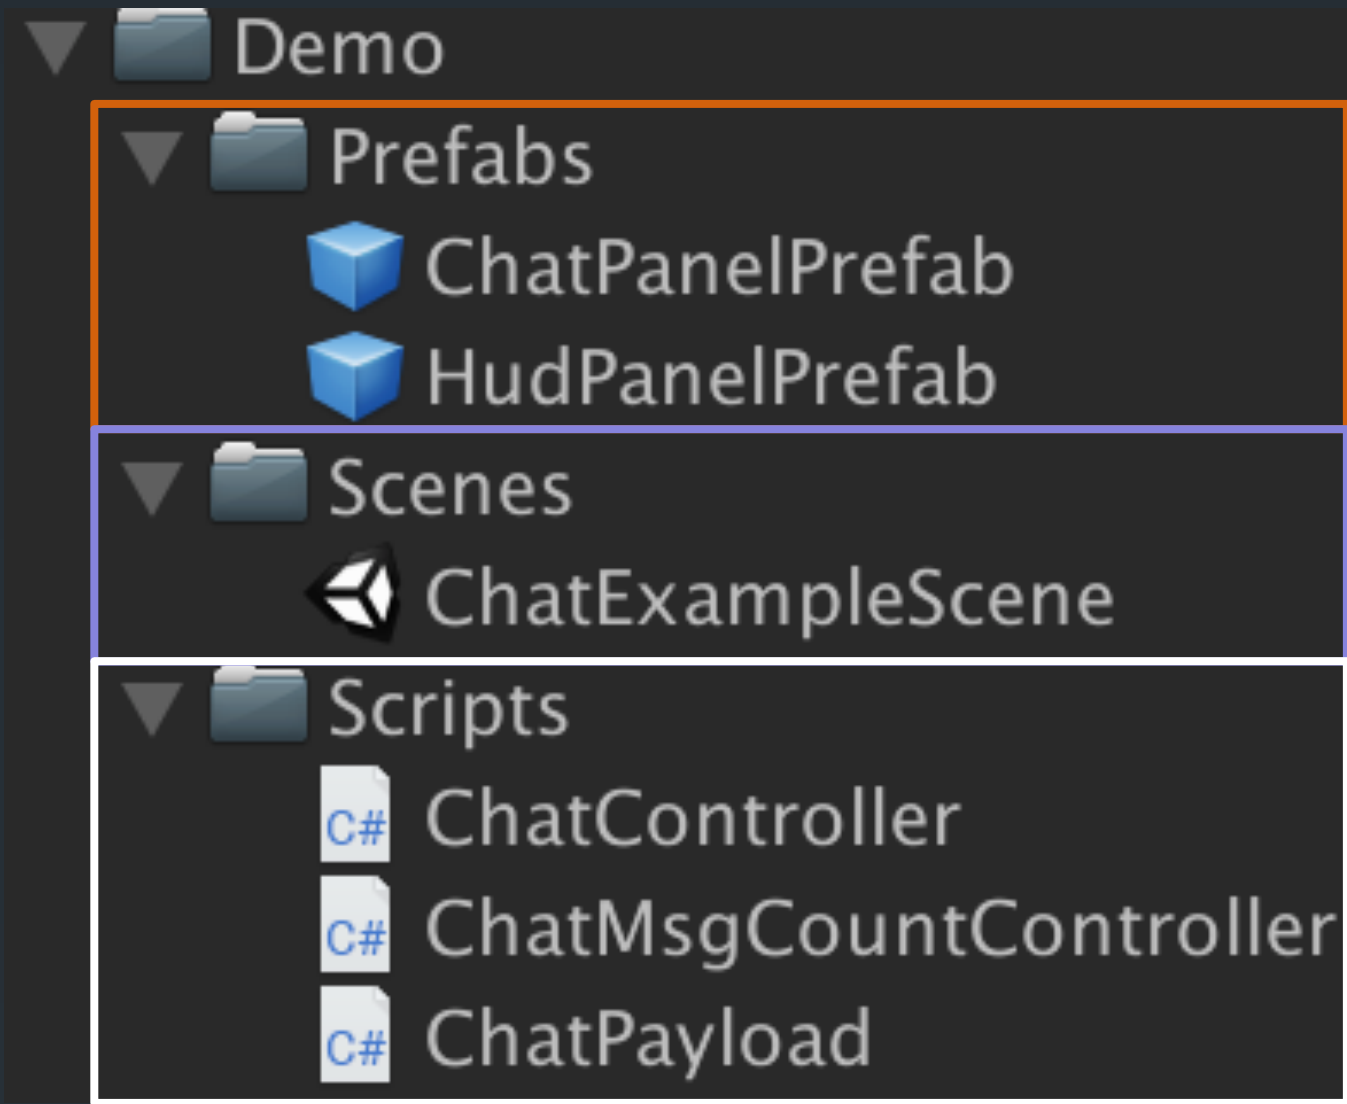 Demo
Prefabs
ChatPanelPrefab
HudPanelPrefab
Scenes
ChatExampleScene
Scripts
C# ChatController
C# ChatMsgCountController
C# ChatPayload